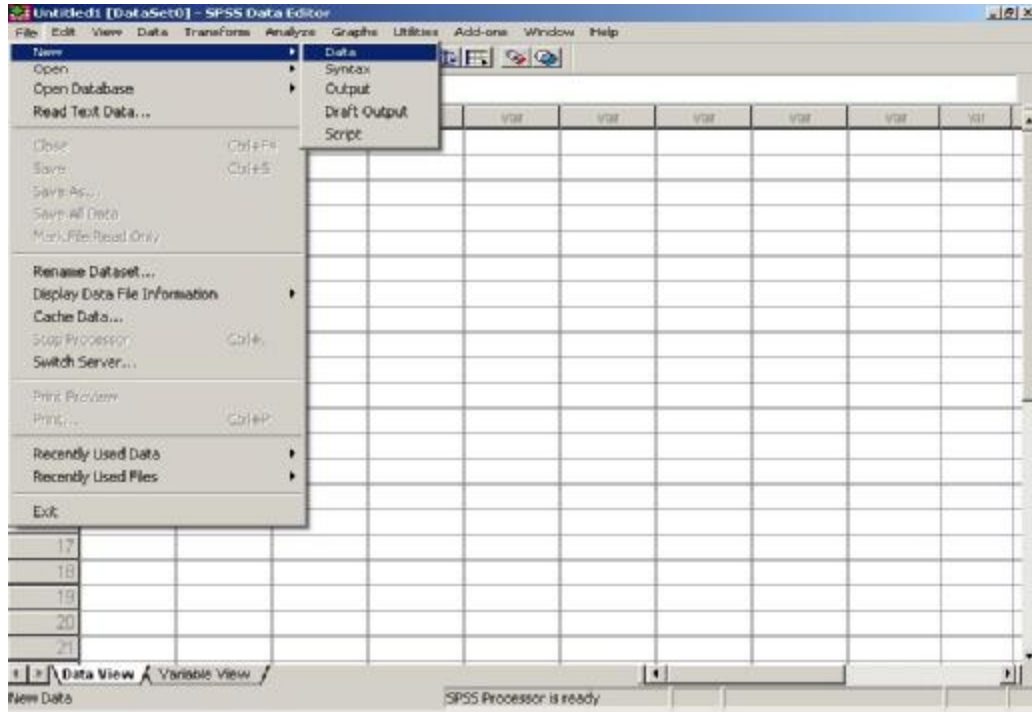 Untitled1 [DataSet0] - SPSS Data Editor
File Edit View Data Transform Analyze Graphs Utilities Add-ons Window Help
New
Data
Open
Syntax
Open Database
Output
Read Text Data...
Draft Output
Script
var var var var var var
Close Ctrl+F4
Save Ctrl+S
Save As...
Save All Data
Mark File Read Only
Rename Dataset...
Display Data File Information
Cache Data...
Stop Processor Ctrl+.
Switch Server...
Print Preview
Print... Ctrl+P
Recently Used Data
Recently Used Files
Exit
17
18
19
20
21
Data View Variable View
New Data SPSS Processor is ready